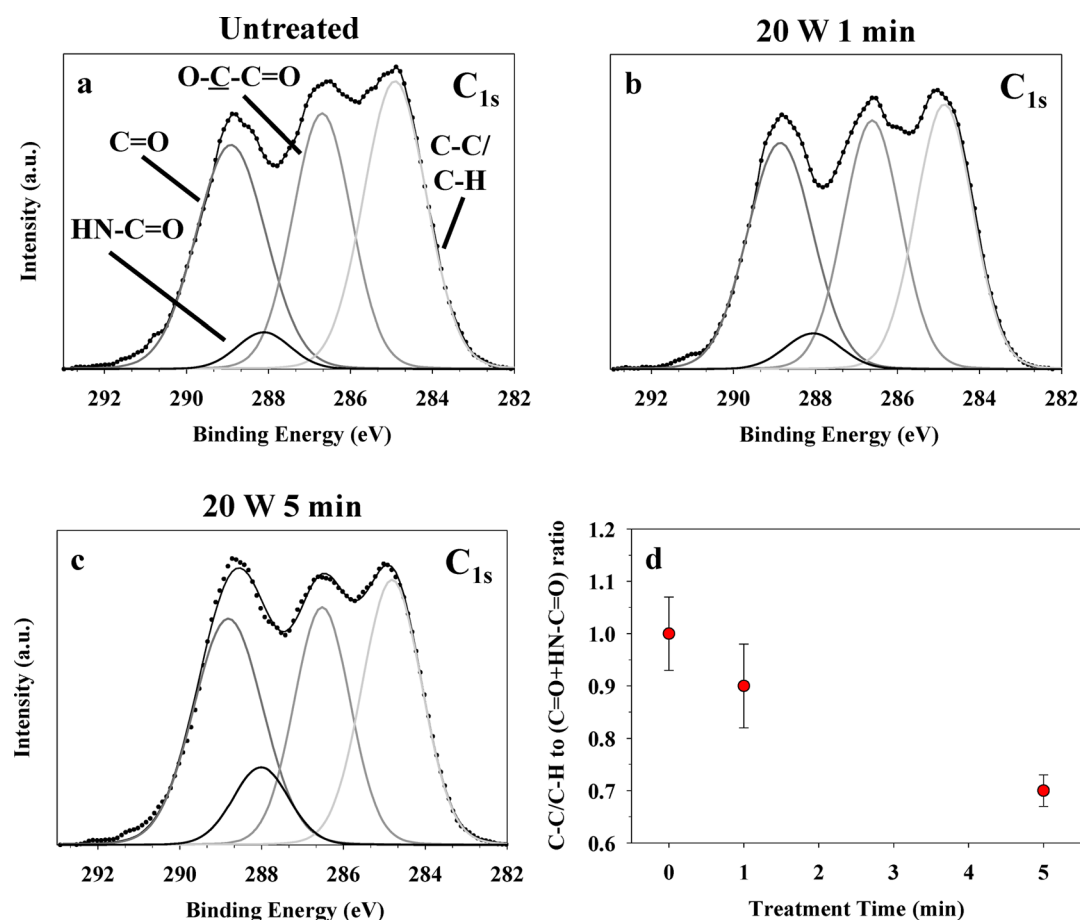 Untreated
a
O-C-C=O
C1s
C=O
C-C/
C-H
HN-C=O
Intensity (a.u.)
292 290 288 286 284 282
Binding Energy (eV)
20 W 1 min
b
C1s
Intensity (a.u.)
292 290 288 286 284 282
Binding Energy (eV)
20 W 5 min
c
C1s
Intensity (a.u.)
292 290 288 286 284 282
Binding Energy (eV)
d
C-C/C-H to (C=O+HN-C=O) ratio
1.2
1.1
1.0
0.9
0.8
0.7
0.6
0 1 2 3 4 5
Treatment Time (min)